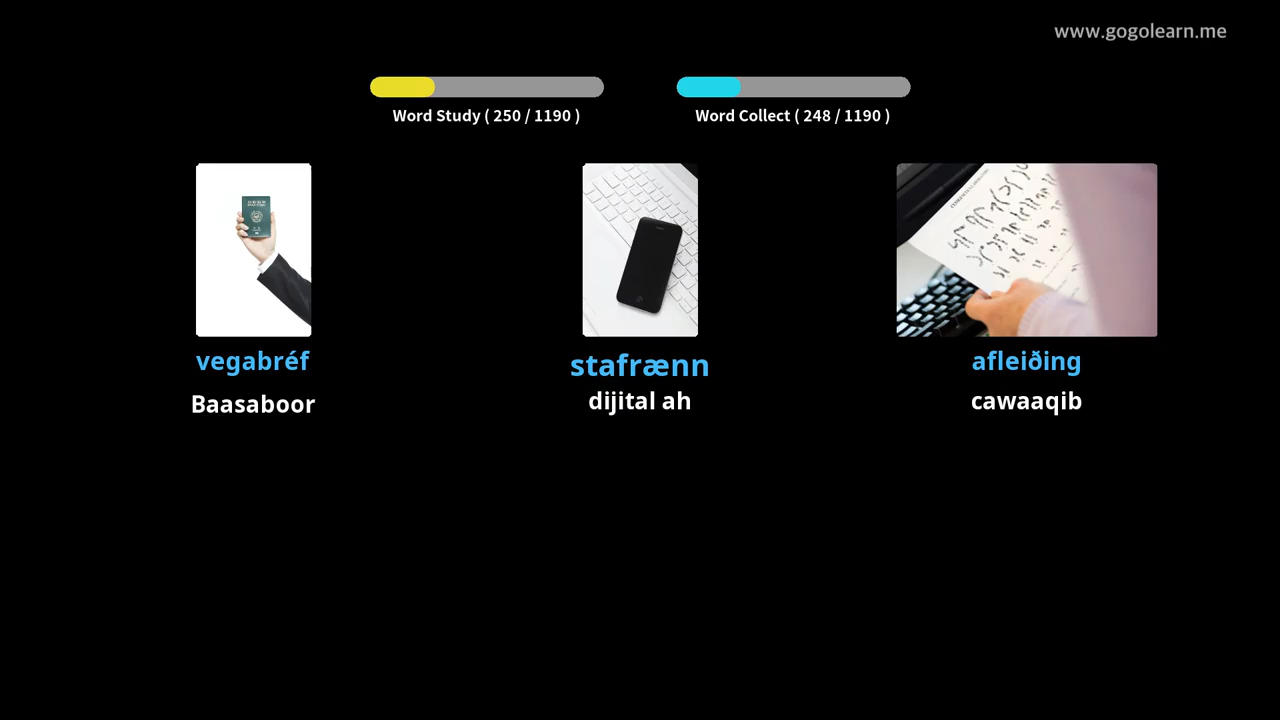 www.gogolearn.me
Word Study ( 250 / 1190 )
Word Collect ( 248 / 1190 )
vegabréf
stafrænn
afleiðing
Baasaboor
dijital ah
cawaaqib